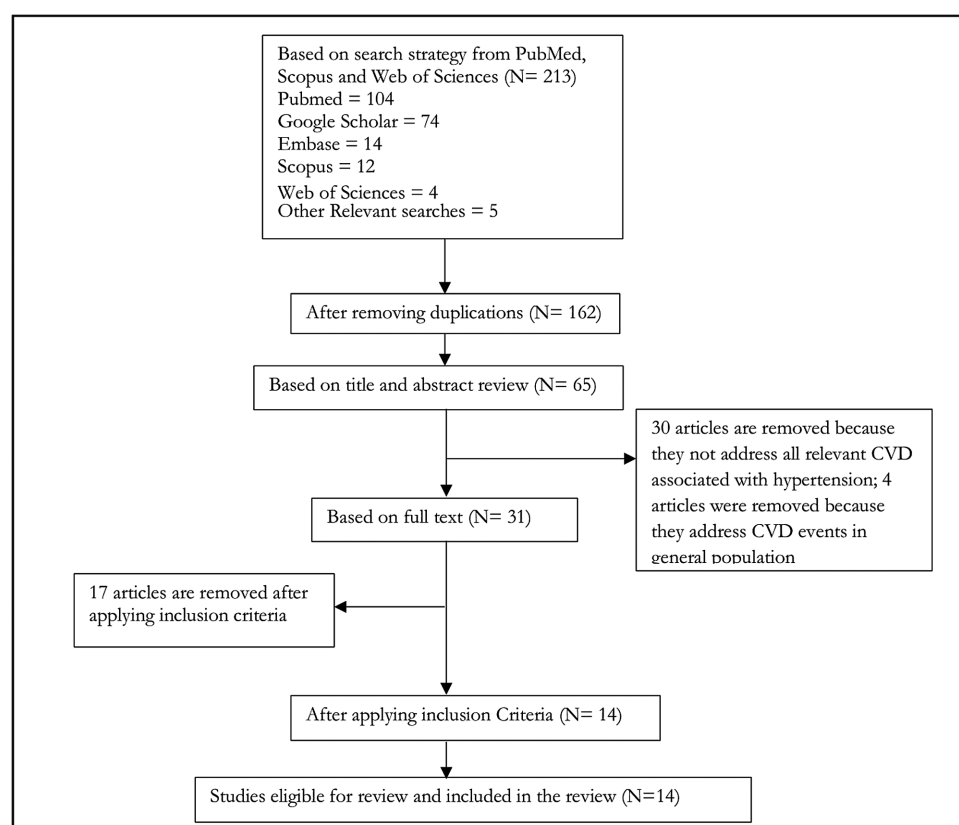 Based on search strategy from PubMed,
Scopus and Web of Sciences (N= 213)
Pubmed = 104
Google Scholar = 74
Embase = 14
Scopus = 12
Web of Sciences = 4
Other Relevant searches = 5
After removing duplications (N= 162)
Based on title and abstract review (N= 65)
30 articles are removed because
they not address all relevant CVD
associated with hypertension; 4
articles were removed because
they address CVD events in
general population
Based on full text (N= 31)
17 articles are removed after
applying inclusion criteria
After applying inclusion Criteria (N= 14)
Studies eligible for review and included in the review (N=14)